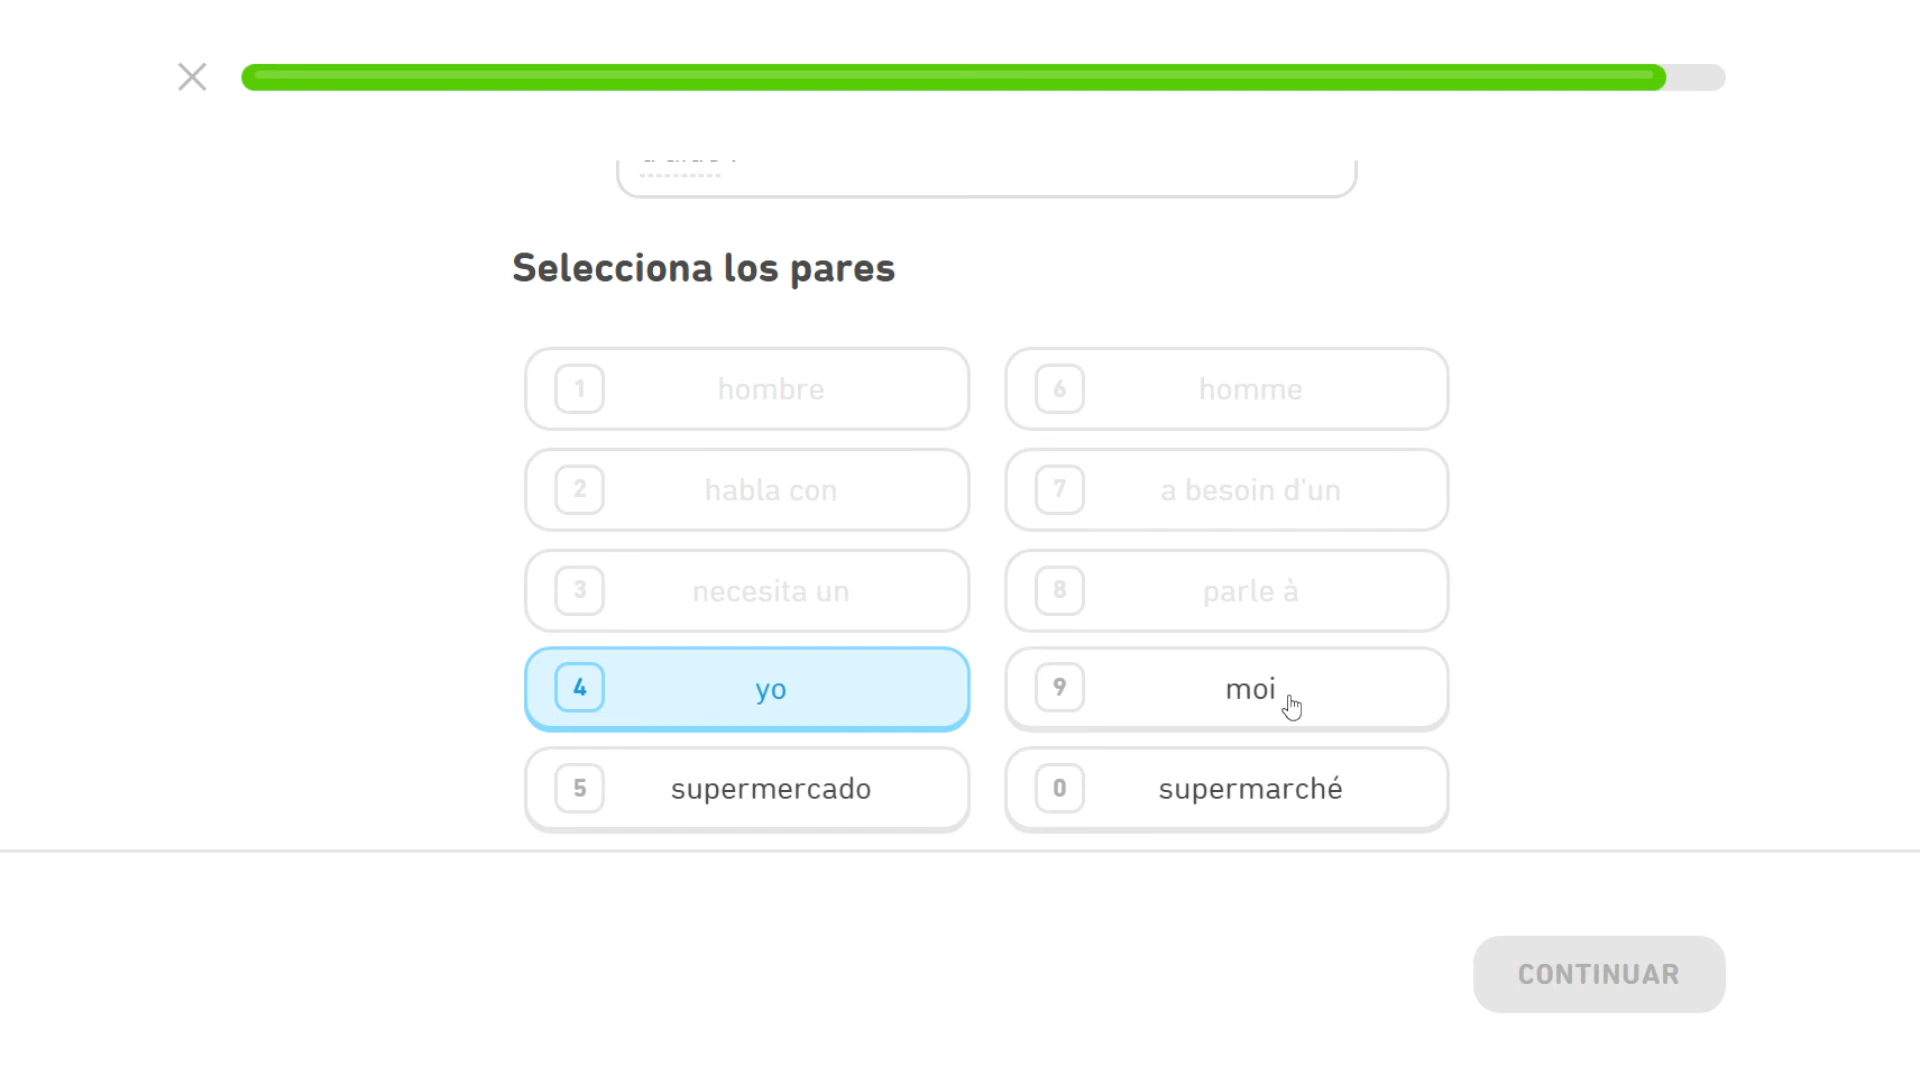 Selecciona los pares
1 hombre
6 homme
2 habla con
7 a besoin d'un
3 necesita un
8 parle à
4 yo
9 moi
5 supermercado
0 supermarché
CONTINUAR